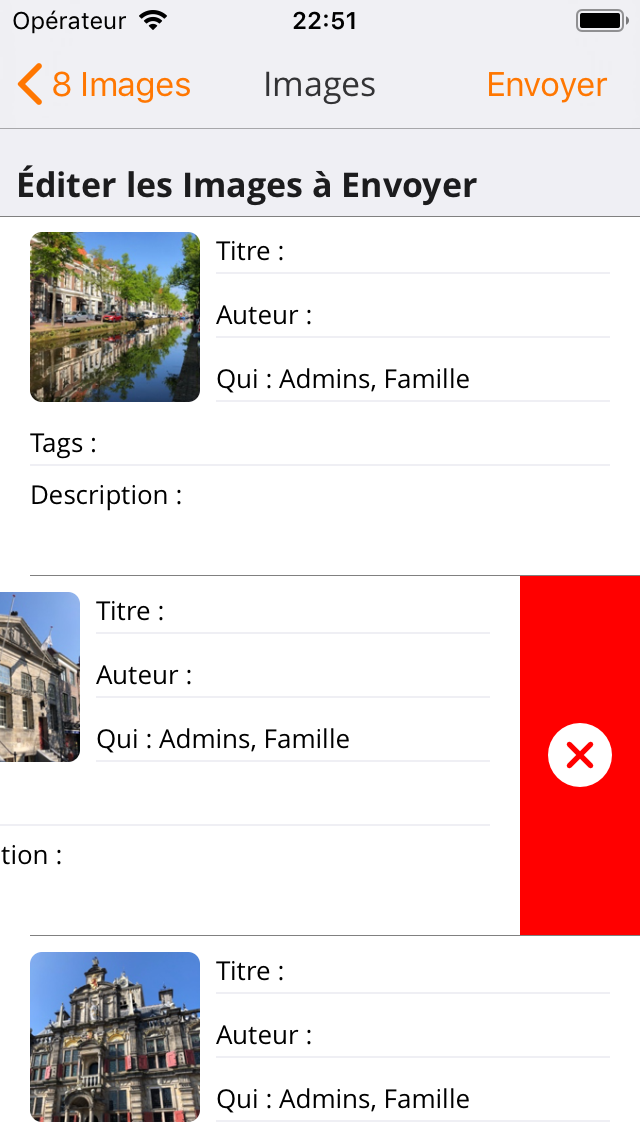 Opérateur 22:51
8 Images Images Envoyer
Éditer les Images à Envoyer
Titre :
Auteur :
Qui : Admins, Famille
Tags :
Description :
Titre :
Auteur :
Qui : Admins, Famille
tion :
Titre :
Auteur :
Qui : Admins, Famille